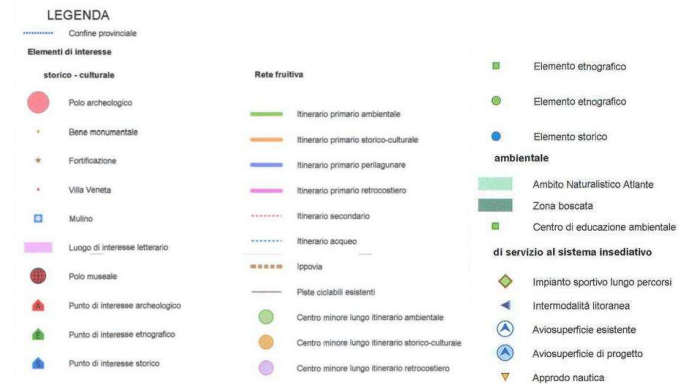 LEGENDA
Confine provinciale
Elementi di interesse
storico - culturale
Polo archeologico
Bene monumentale
Fortificazione
Villa Veneta
Mulino
Luogo di interesse letterario
Polo museale
A Punto di interesse archeologico
E Punto di interesse etnografico
S Punto di interesse storico
Rete fruitiva
Itinerario primario ambientale
Itinerario primario storico-culturale
Itinerario primario perilagunare
Itinerario primario retrocostiero
Itinerario secondario
Itinerario acqueo
Ippovia
Piste ciclabili esistenti
Centro minore lungo itinerario ambientale
Centro minore lungo itinerario storico-culturale
Centro minore lungo itinerario retrocostiero
Elemento etnografico
Elemento etnografico
Elemento storico
ambientale
Ambito Naturalistico Atlante
Zona boscata
Centro di educazione ambientale
di servizio al sistema insediativo
Impianto sportivo lungo percorsi
Intermodalità litoranea
Aviosuperficie esistente
Aviosuperficie di progetto
Approdo nautica